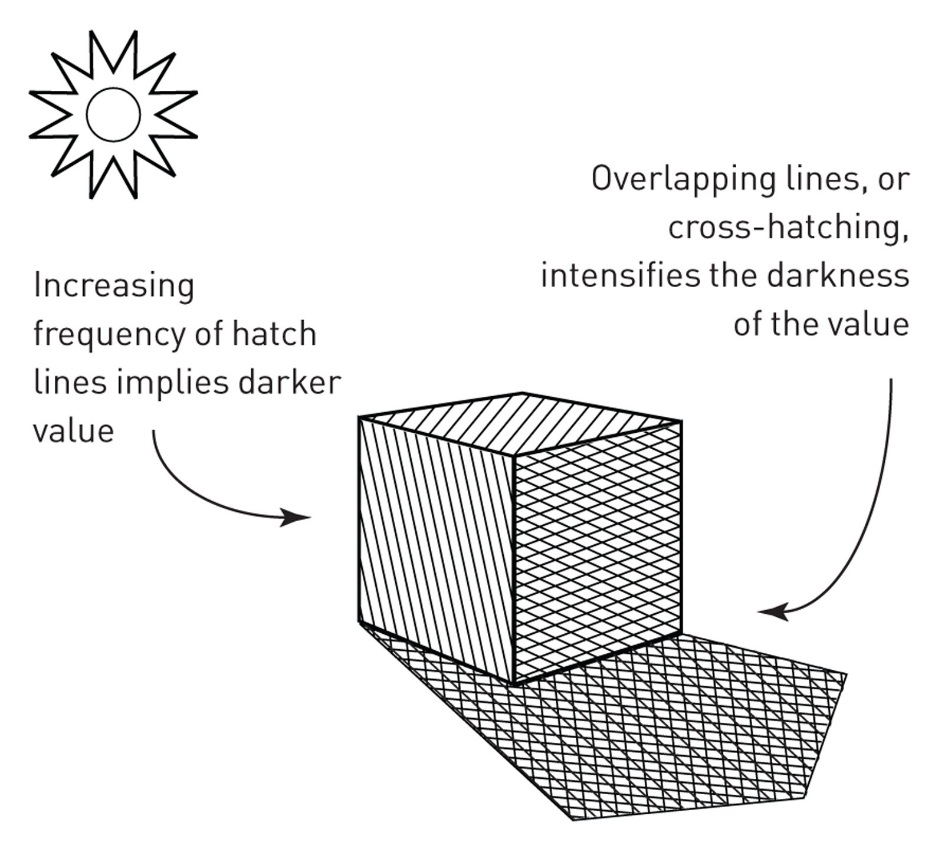 Overlapping lines, or
cross-hatching,
intensifies the darkness
of the value
Increasing
frequency of hatch
lines implies darker
value